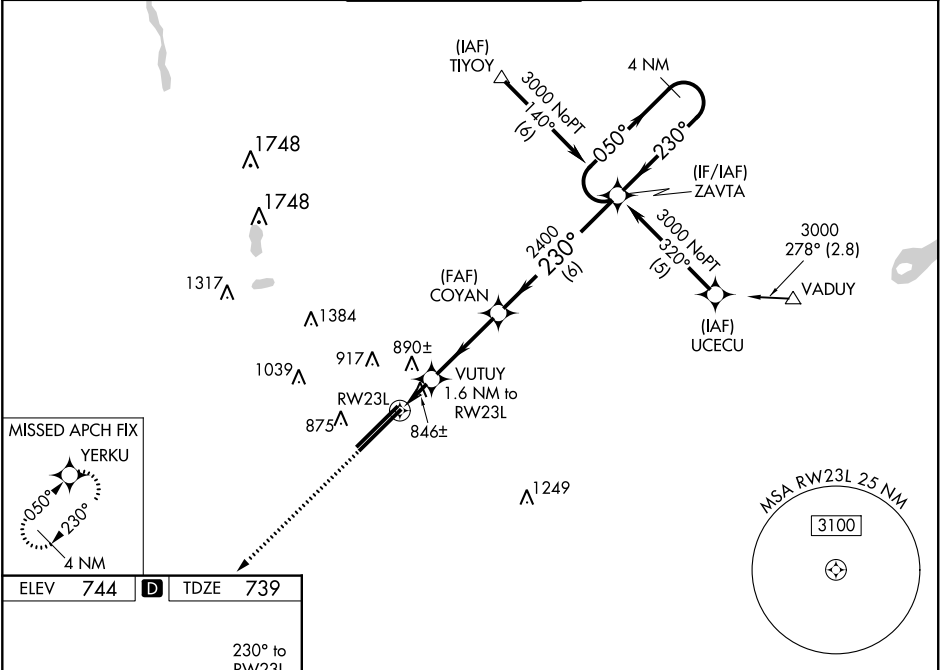 (IAF)
TIYOY
3000 NoPT
140°
(6)
4 NM
050°
230°
(IF/IAF)
ZAVTA
1748
1748
3000 NoPT
320°
(5)
3000
278° (2.8)
VADUY
(IAF)
UCECU
2400
230°
(6)
(FAF)
COYAN
1317
1384
917
890±
1039
VUTUY
1.6 NM to
RW23L
RW23L
875
846±
MISSED APCH FIX
YERKU
050°
230°
4 NM
1249
MSA RW23L 25 NM
3100
ELEV 744 D TDZE 739
230° to
RW23L